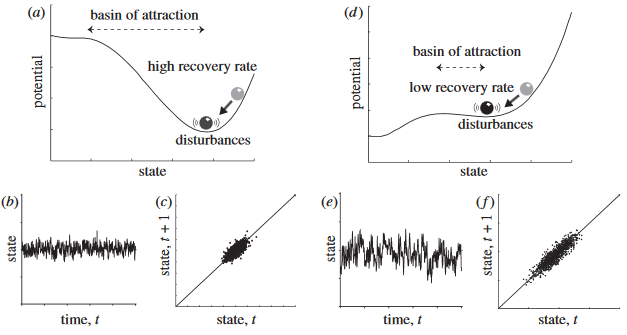 (a)
basin of attraction
high recovery rate
disturbances
potential
state
(d)
basin of attraction
low recovery rate
disturbances
potential
state
(b)
state
time, t
(c)
state, t + 1
state, t
(e)
state
time, t
(f)
state, t + 1
state, t